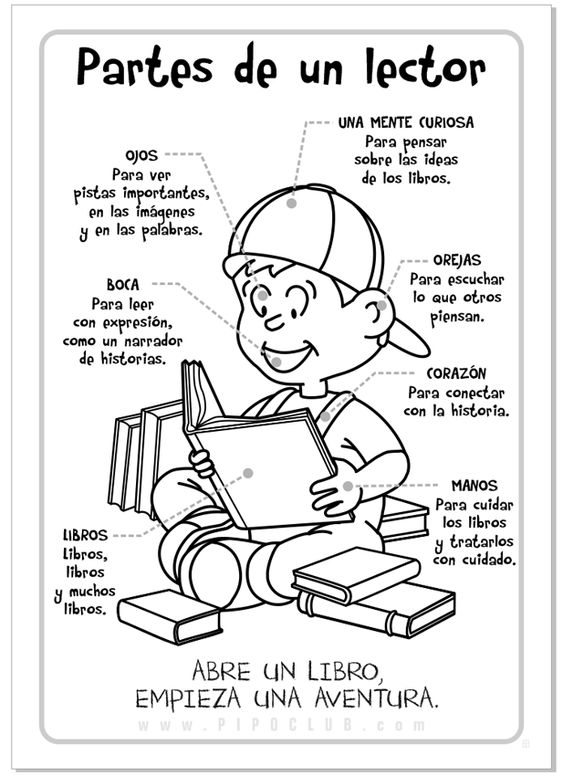 Partes de un lector
UNA MENTE CURIOSA
Para pensar
sobre las ideas
de los libros.
OJOS
Para ver
pistas importantes,
en las imágenes
y en las palabras.
OREJAS
Para escuchar
lo que otros
piensan.
BOCA
Para leer
con expresión,
como un narrador
de historias.
CORAZÓN
Para conectar
con la historia.
MANOS
Para cuidar
los libros
y tratarlos
con cuidado.
LIBROS
Libros,
libros
y muchos
libros.
ABRE UN LIBRO,
EMPIEZA UNA AVENTURA.
www.PIPOCLUB.com